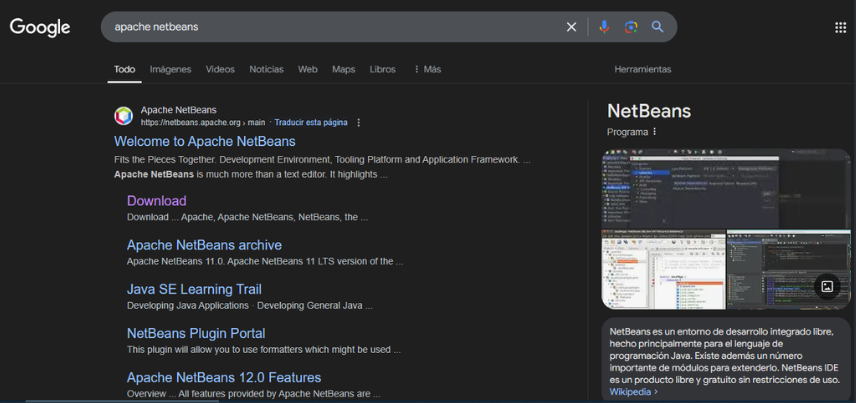 Google
apache netbeans
Todo Imágenes Videos Noticias Web Maps Libros Más Herramientas
Apache NetBeans
https://netbeans.apache.org › main · Traducir esta página
Welcome to Apache NetBeans
Fits the Pieces Together. Development Environment, Tooling Platform and Application Framework. ...
Apache NetBeans is much more than a text editor. It highlights ...
Download
Download ... Apache, Apache NetBeans, NetBeans, the ...
Apache NetBeans archive
Apache NetBeans 11.0. Apache NetBeans 11 LTS version of the ...
Java SE Learning Trail
Developing Java Applications · Developing General Java ...
NetBeans Plugin Portal
This plugin will allow you to use formatters which might be used ...
Apache NetBeans 12.0 Features
Overview ... All features provided by Apache NetBeans are ...
NetBeans
Programa
NetBeans es un entorno de desarrollo integrado libre,
hecho principalmente para el lenguaje de
programación Java. Existe además un número
importante de módulos para extenderlo. NetBeans IDE
es un producto libre y gratuito sin restricciones de uso.
Wikipedia ›